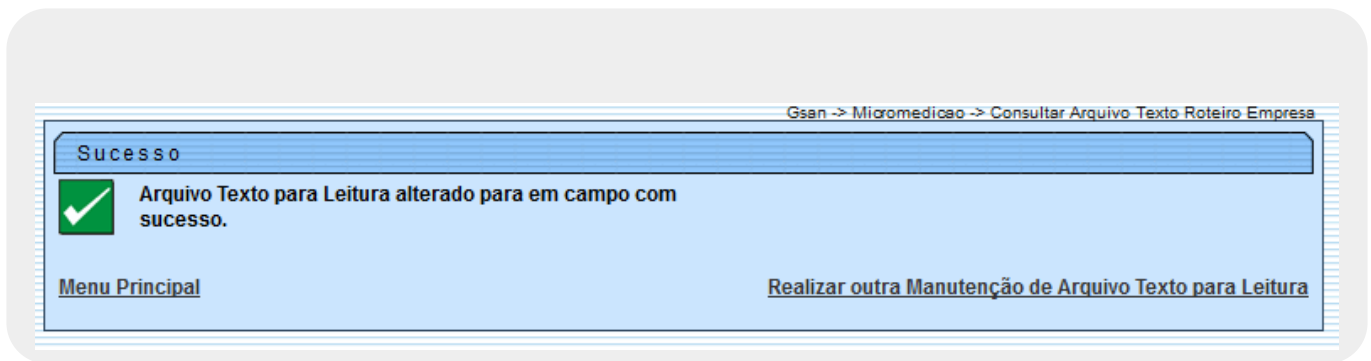 Gsan -> Micromedicao -> Consultar Arquivo Texto Roteiro Empresa
Sucesso
Arquivo Texto para Leitura alterado para em campo com
sucesso.
Menu Principal
Realizar outra Manutenção de Arquivo Texto para Leitura